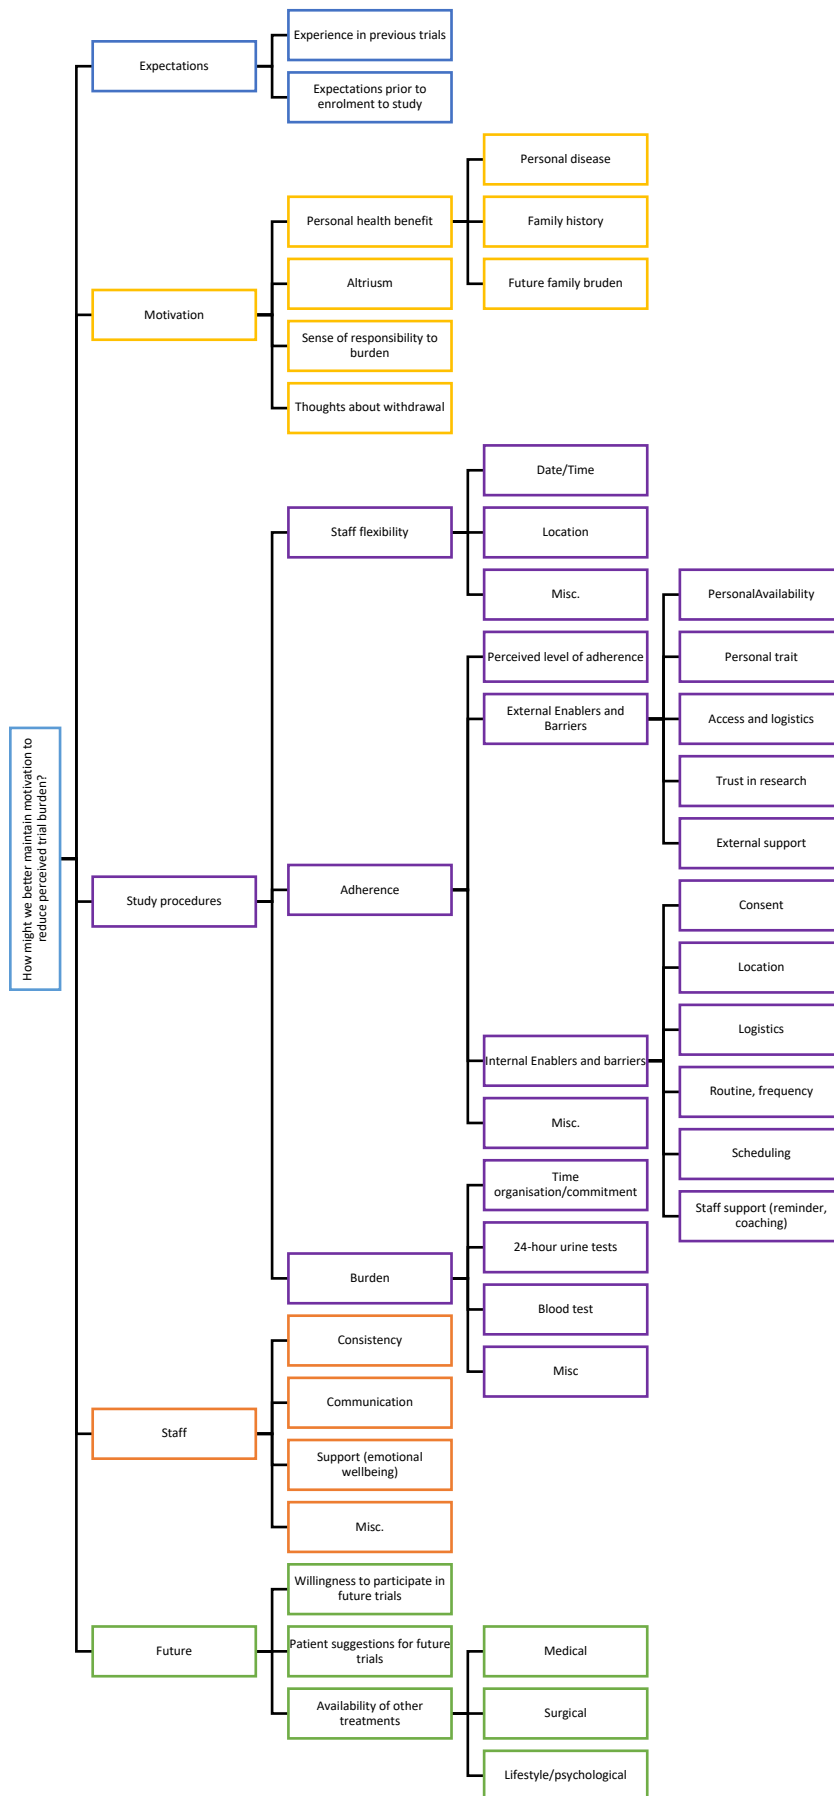 How might we better maintain motivation to
reduce perceived trial burden?
Expectations
Experience in previous trials
Expectations prior to
enrolment to study
Motivation
Personal health benefit
Personal disease
Family history
Future family bruden
Altriusm
Sense of responsibility to
burden
Thoughts about withdrawal
Study procedures
Staff flexibility
Date/Time
Location
Misc.
Adherence
Perceived level of adherence
External Enablers and
Barriers
PersonalAvailability
Personal trait
Access and logistics
Trust in research
External support
Internal Enablers and barriers
Consent
Location
Logistics
Routine, frequency
Scheduling
Staff support (reminder,
coaching)
Misc.
Burden
Time
organisation/commitment
24-hour urine tests
Blood test
Misc
Staff
Consistency
Communication
Support (emotional
wellbeing)
Misc.
Future
Willingness to participate in
future trials
Patient suggestions for future
trials
Availability of other
treatments
Medical
Surgical
Lifestyle/psychological